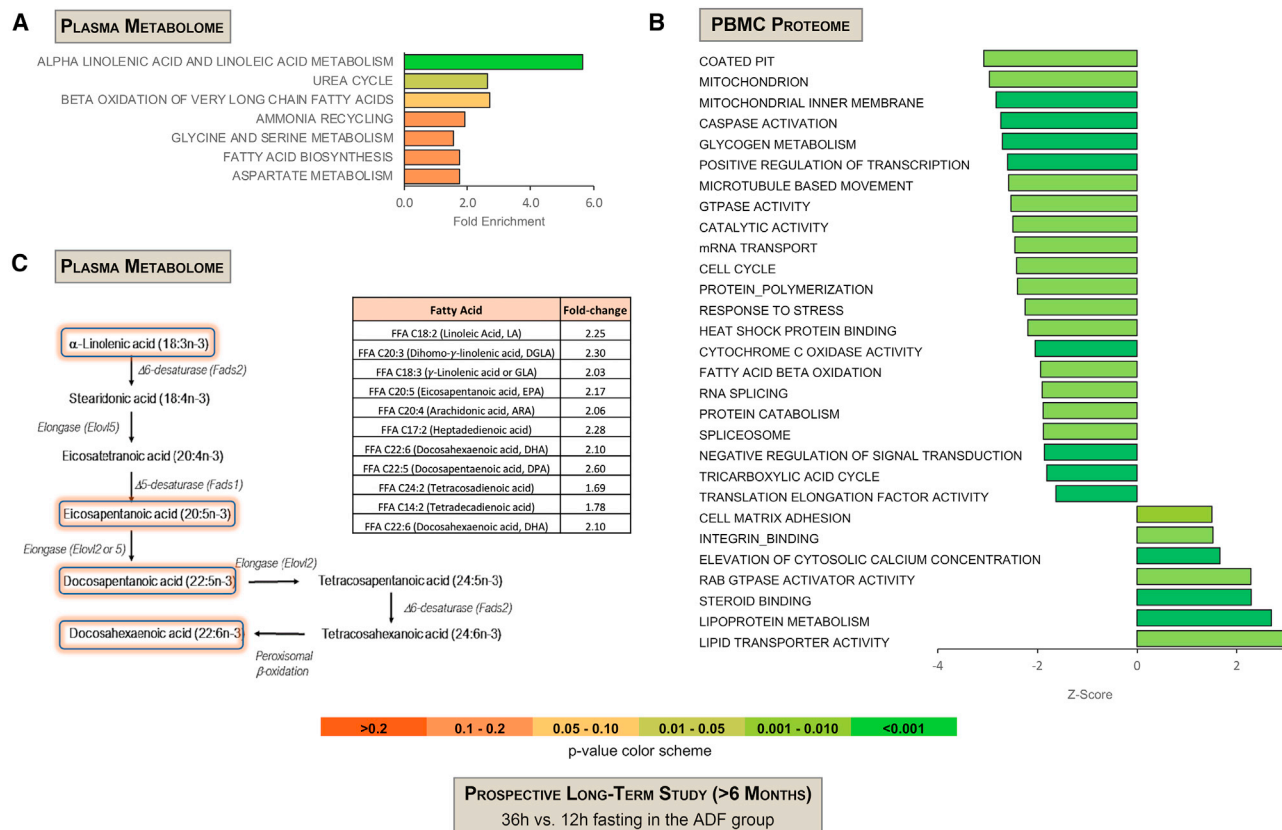 A
PLASMA METABOLOME
ALPHA LINOLENIC ACID AND LINOLEIC ACID METABOLISM
UREA CYCLE
BETA OXIDATION OF VERY LONG CHAIN FATTY ACIDS
AMMONIA RECYCLING
GLYCINE AND SERINE METABOLISM
FATTY ACID BIOSYNTHESIS
ASPARTATE METABOLISM
0.0 2.0 4.0 6.0
Fold Enrichment
B
PBMC PROTEOME
COATED PIT
MITOCHONDRION
MITOCHONDRIAL INNER MEMBRANE
CASPASE ACTIVATION
GLYCOGEN METABOLISM
POSITIVE REGULATION OF TRANSCRIPTION
MICROTUBULE BASED MOVEMENT
GTPASE ACTIVITY
CATALYTIC ACTIVITY
mRNA TRANSPORT
CELL CYCLE
PROTEIN_POLYMERIZATION
RESPONSE TO STRESS
HEAT SHOCK PROTEIN BINDING
CYTOCHROME C OXIDASE ACTIVITY
FATTY ACID BETA OXIDATION
RNA SPLICING
PROTEIN CATABOLISM
SPLICEOSOME
NEGATIVE REGULATION OF SIGNAL TRANSDUCTION
TRICARBOXYLIC ACID CYCLE
TRANSLATION ELONGATION FACTOR ACTIVITY
CELL MATRIX ADHESION
INTEGRIN_BINDING
ELEVATION OF CYTOSOLIC CALCIUM CONCENTRATION
RAB GTPASE ACTIVATOR ACTIVITY
STEROID BINDING
LIPOPROTEIN METABOLISM
LIPID TRANSPORTER ACTIVITY
-4 -2 0 2
Z-Score
C
PLASMA METABOLOME
α-Linolenic acid (18:3n-3)
Δ6-desaturase (Fads2)
Stearidonic acid (18:4n-3)
Elongase (Elovl5)
Eicosatetranoic acid (20:4n-3)
Δ5-desaturase (Fads1)
Eicosapentanoic acid (20:5n-3)
Elongase (Elovl2 or 5)
Elongase (Elovl2)
Docosapentanoic acid (22:5n-3)
Tetracosapentanoic acid (24:5n-3)
Δ6-desaturase (Fads2)
Docosahexaenoic acid (22:6n-3)
Tetracosahexanoic acid (24:6n-3)
Peroxisomal
β-oxidation
Fatty Acid Fold-change
FFA C18:2 (Linoleic Acid, LA) 2.25
FFA C20:3 (Dihomo-γ-linolenic acid, DGLA) 2.30
FFA C18:3 (γ-Linolenic acid or GLA) 2.03
FFA C20:5 (Eicosapentanoic acid, EPA) 2.17
FFA C20:4 (Arachidonic acid, ARA) 2.06
FFA C17:2 (Heptadedienoic acid) 2.28
FFA C22:6 (Docosahexaenoic acid, DHA) 2.10
FFA C22:5 (Docosapentaenoic acid, DPA) 2.60
FFA C24:2 (Tetracosadienoic acid) 1.69
FFA C14:2 (Tetradecadienic acid) 1.78
FFA C22:6 (Docosahexaenoic acid, DHA) 2.10
>0.2 0.1 - 0.2 0.05 - 0.10 0.01 - 0.05 0.001 - 0.010 <0.001
p-value color scheme
PROSPECTIVE LONG-TERM STUDY (>6 MONTHS)
36h vs. 12h fasting in the ADF group